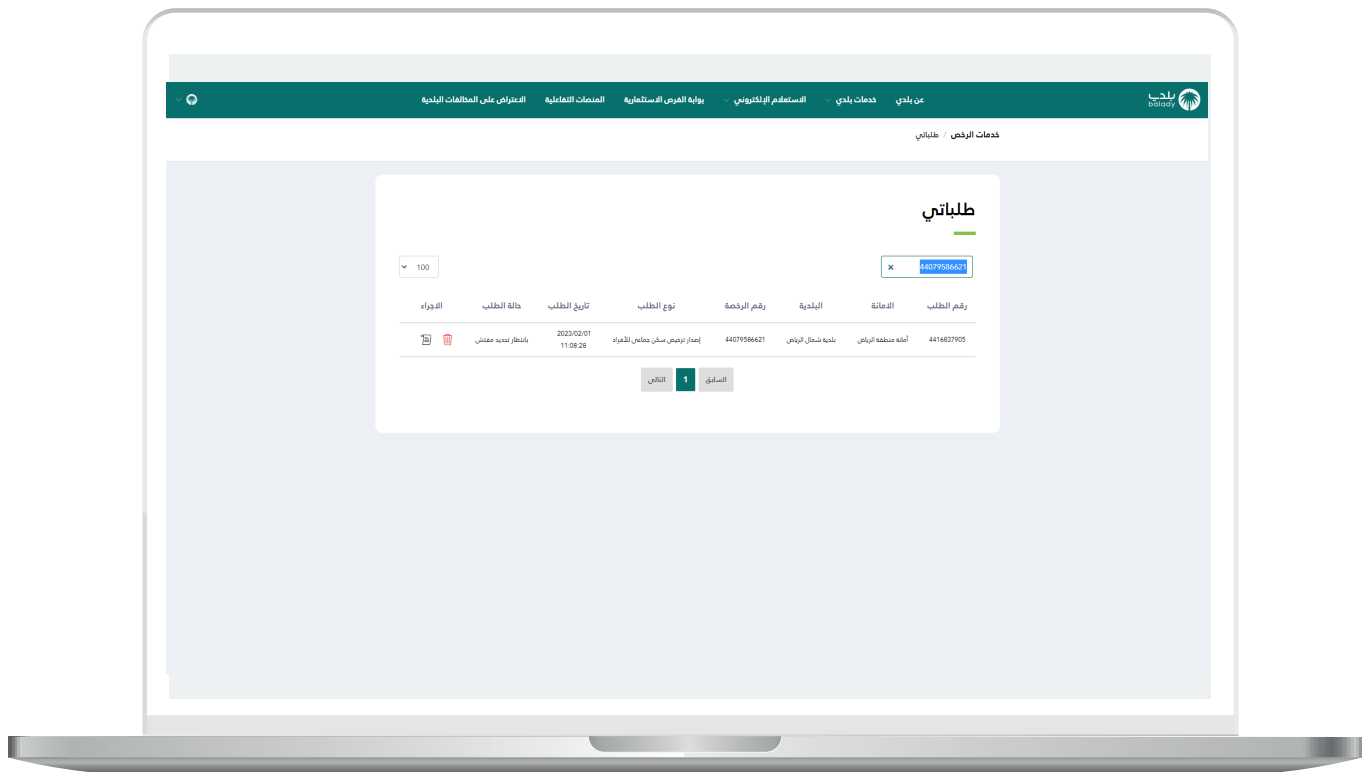 بلدي
balady
عن بلدي خدمات بلدي الاستعلام الإلكتروني بوابة الفرص الاستثمارية المنصات التفاعلية الاعتراض على المخالفات البلدية
خدمات الرخص / طلباتي
طلباتي
44079586621 × 100
رقم الطلب الامانة البلدية رقم الرخصة نوع الطلب تاريخ الطلب حالة الطلب الاجراء
4416837905 أمانة منطقة الرياض بلدية شمال الرياض 44079586621 إصدار ترخيص سكن جماعي للأفراد 2023/02/01 بانتظار تحديد مفتش
11:08:28
السابق 1 التالي